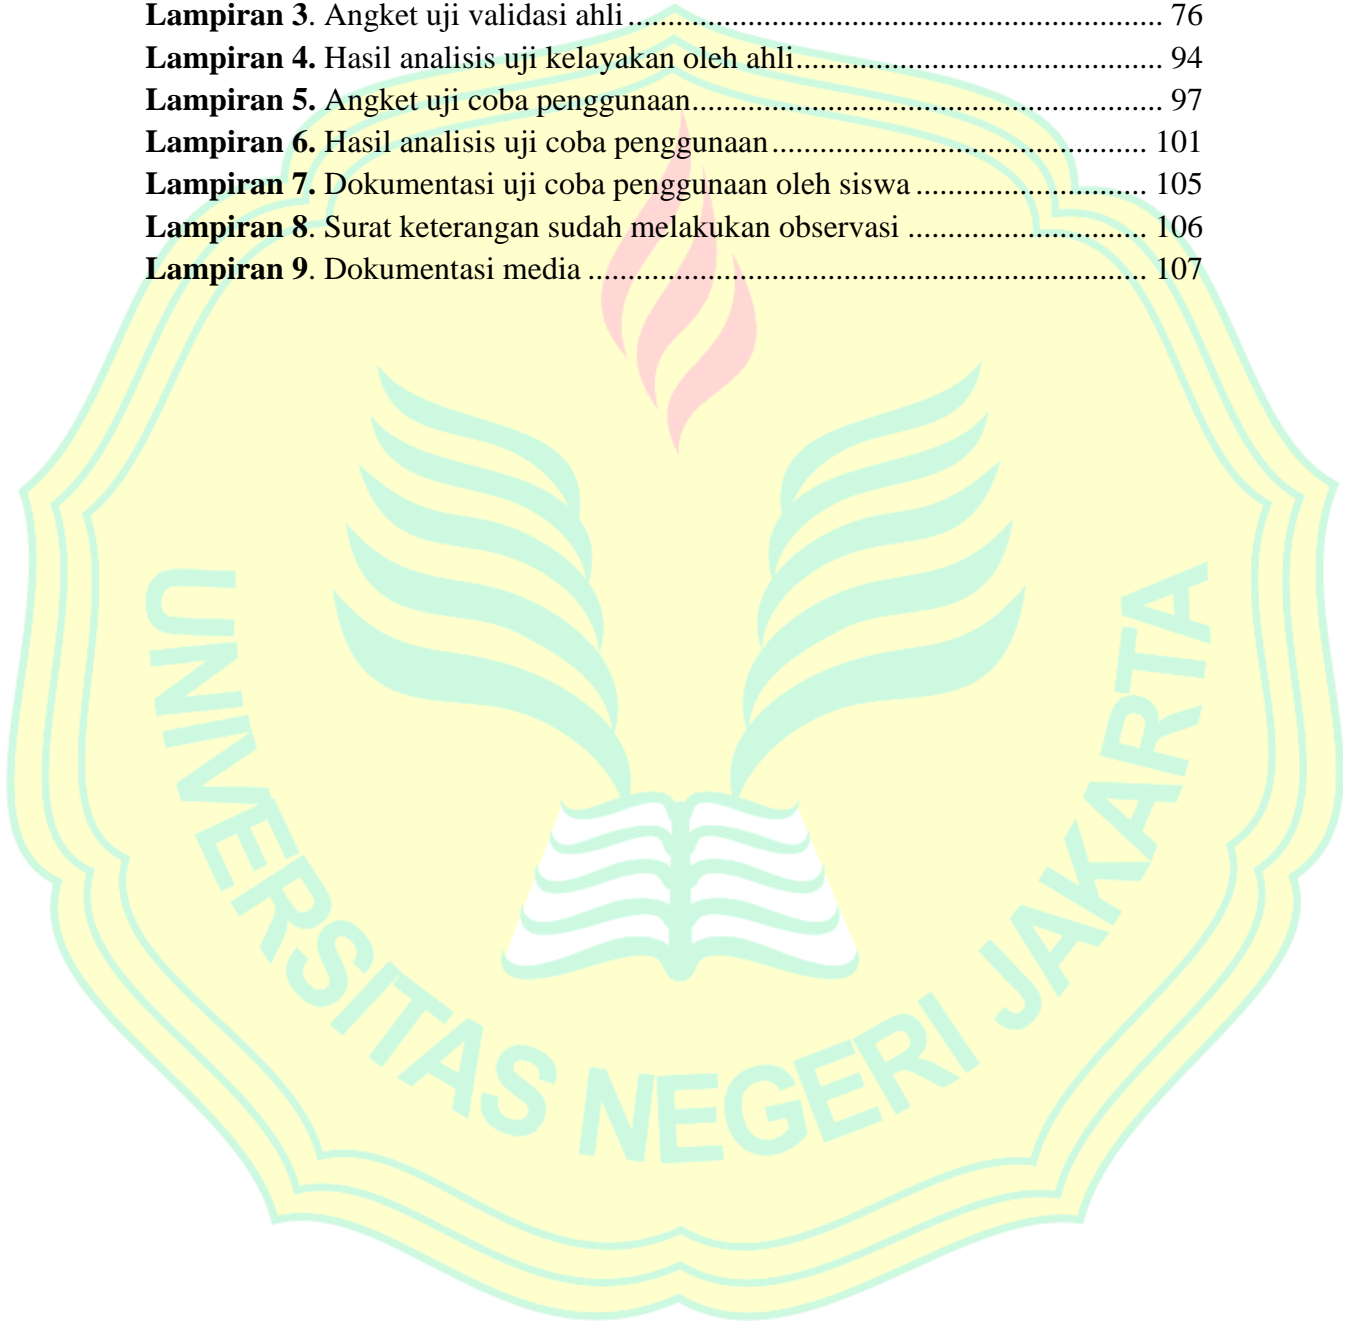 Lampiran 3. Angket uji validasi ahli .................................................................. 76
Lampiran 4. Hasil analisis uji kelayakan oleh ahli ............................................. 94
Lampiran 5. Angket uji coba penggunaan .......................................................... 97
Lampiran 6. Hasil analisis uji coba penggunaan ............................................... 101
Lampiran 7. Dokumentasi uji coba penggunaan oleh siswa ............................. 105
Lampiran 8. Surat keterangan sudah melakukan observasi .............................. 106
Lampiran 9. Dokumentasi media ...................................................................... 107
UNIVERSITAS NEGERI JAKARTA